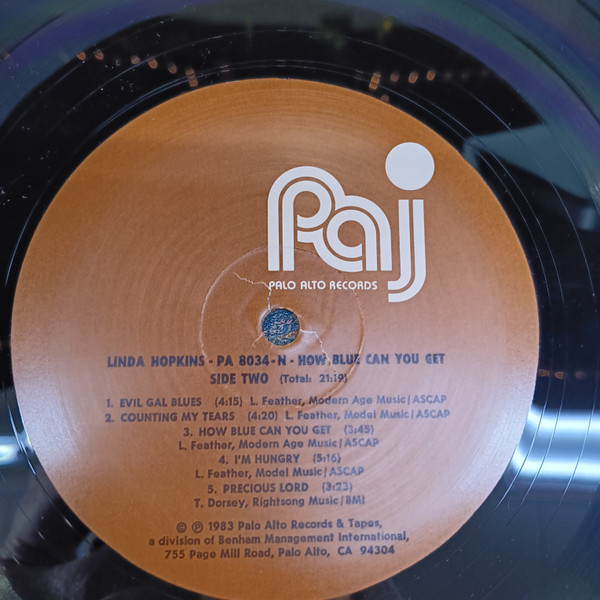 Paj
PALO ALTO RECORDS
LINDA HOPKINS - PA 8034-N - HOW BLUE CAN YOU GET
SIDE TWO (Total: 21:19)
1. EVIL GAL BLUES (4:15) L. Feather, Modern Age Music/ASCAP
2. COUNTING MY TEARS (4:20) L. Feather, Model Music/ASCAP
3. HOW BLUE CAN YOU GET (3:45)
L. Feather, Modern Age Music/ASCAP
4. I'M HUNGRY (5:16)
L. Feather, Model Music/ASCAP
5. PRECIOUS LORD (3:23)
T. Dorsey, Rightsong Music/BMI
© ℗ 1983 Palo Alto Records & Tapes,
a division of Benham Management International,
755 Page Mill Road, Palo Alto, CA 94304